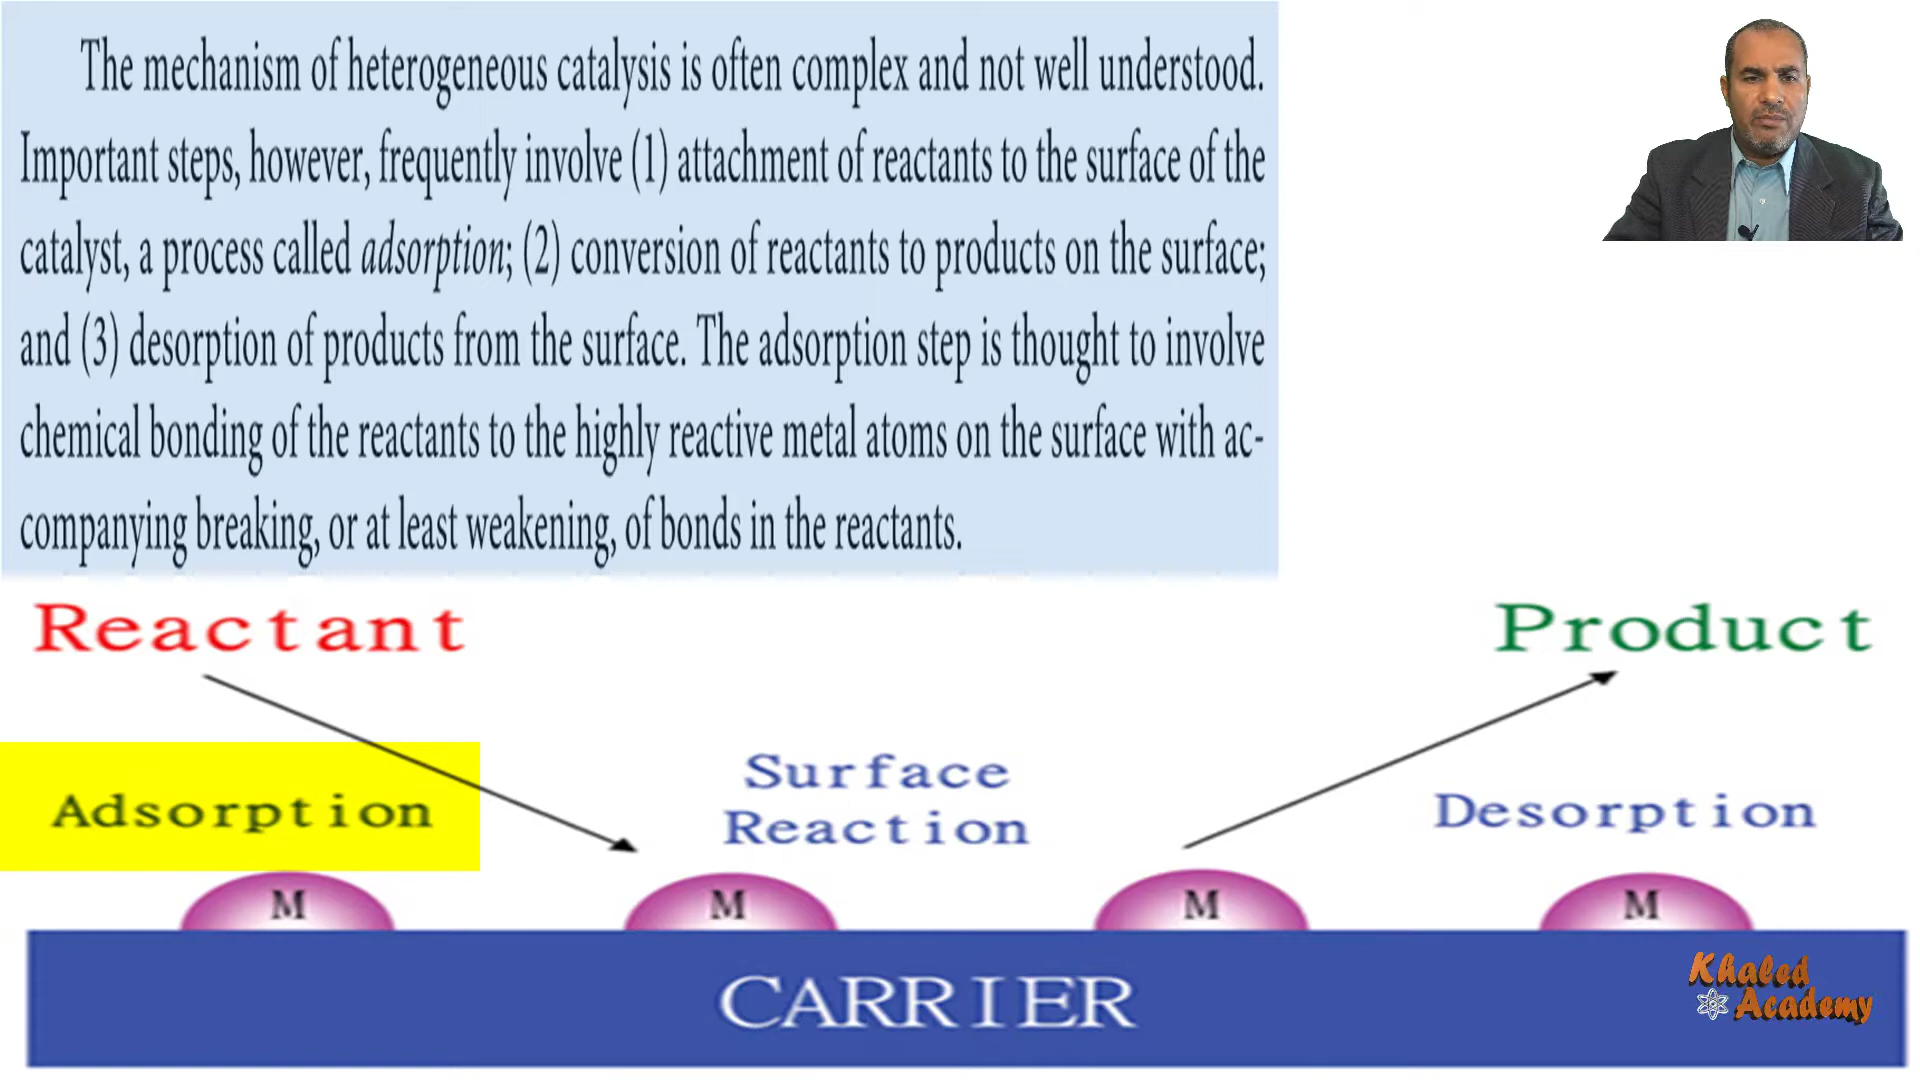 The mechanism of heterogeneous catalysis is often complex and not well understood.
Important steps, however, frequently involve (1) attachment of reactants to the surface of the
catalyst, a process called adsorption; (2) conversion of reactants to products on the surface;
and (3) desorption of products from the surface. The adsorption step is thought to involve
chemical bonding of the reactants to the highly reactive metal atoms on the surface with ac-
companying breaking, or at least weakening, of bonds in the reactants.
Reactant
Product
Adsorption
Surface
Reaction
Desorption
M
M
M
M
CARRIER
Khaled
Academy